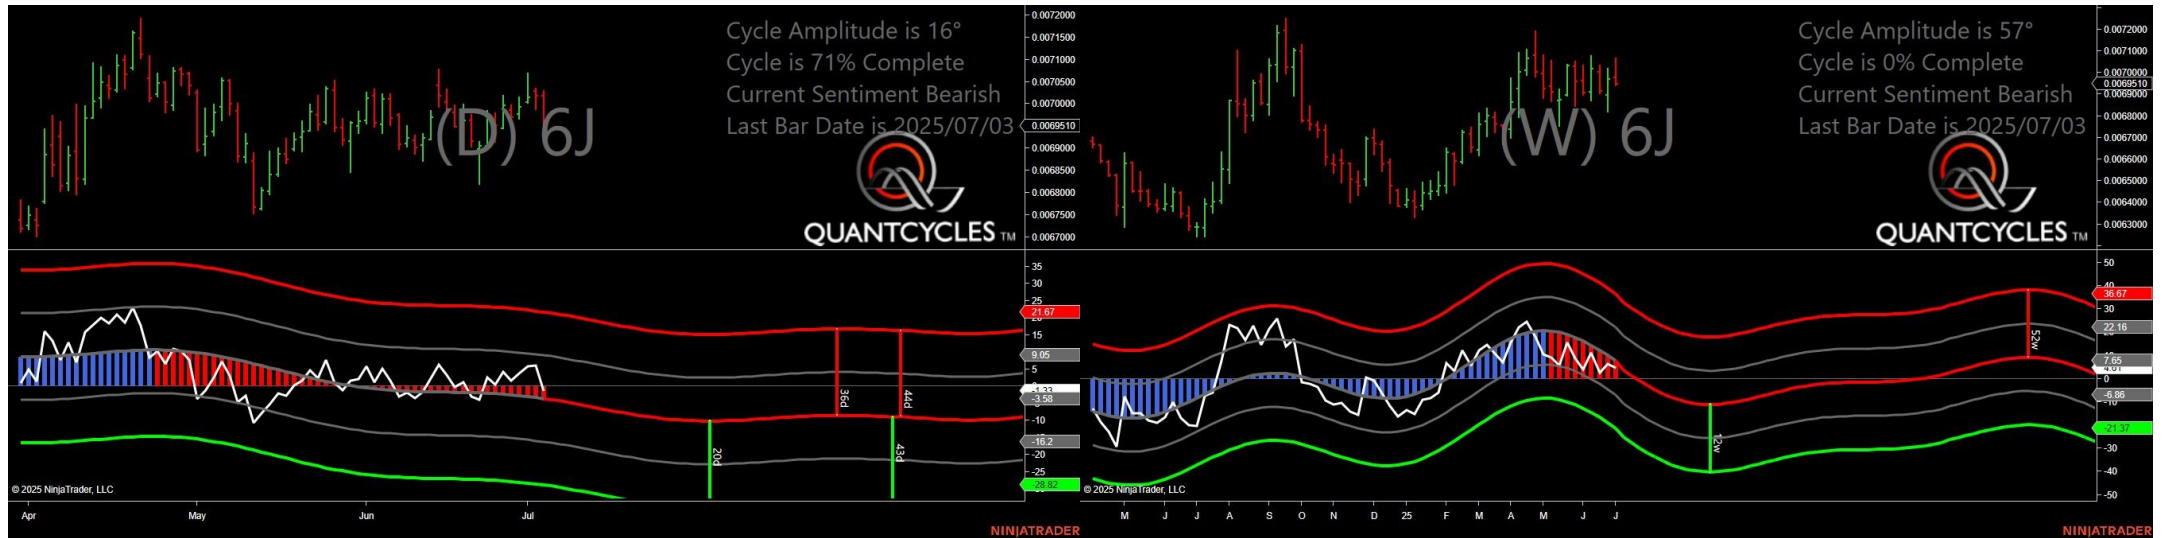 Cycle Amplitude is 16°
Cycle is 71% Complete
Current Sentiment Bearish
Last Bar Date is 2025/07/03
(D) 6J
QUANTCYCLES TM
0.0072000
0.0071500
0.0071000
0.0070500
0.0070000
0.0069510
0.0069000
0.0068500
0.0068000
0.0067500
0.0067000
35
30
25
21.67
15
9.05
5
-1.33
-3.58
-10
-16.2
-20
-25
-28.82
36d
44d
20d
43d
© 2025 NinjaTrader, LLC
Apr May Jun Jul
NINJATRADER
Cycle Amplitude is 57°
Cycle is 0% Complete
Current Sentiment Bearish
Last Bar Date is 2025/07/03
(W) 6J
QUANTCYCLES TM
0.0072000
0.0071000
0.0070000
0.0069510
0.0068000
0.0067000
0.0066000
0.0065000
0.0064000
0.0063000
50
40
36.67
30
22.16
7.65
0
-6.86
-21.37
-30
-40
-50
52w
12w
© 2025 NinjaTrader, LLC
M J J A S O N D 25 F M A M J J
NINJATRADER